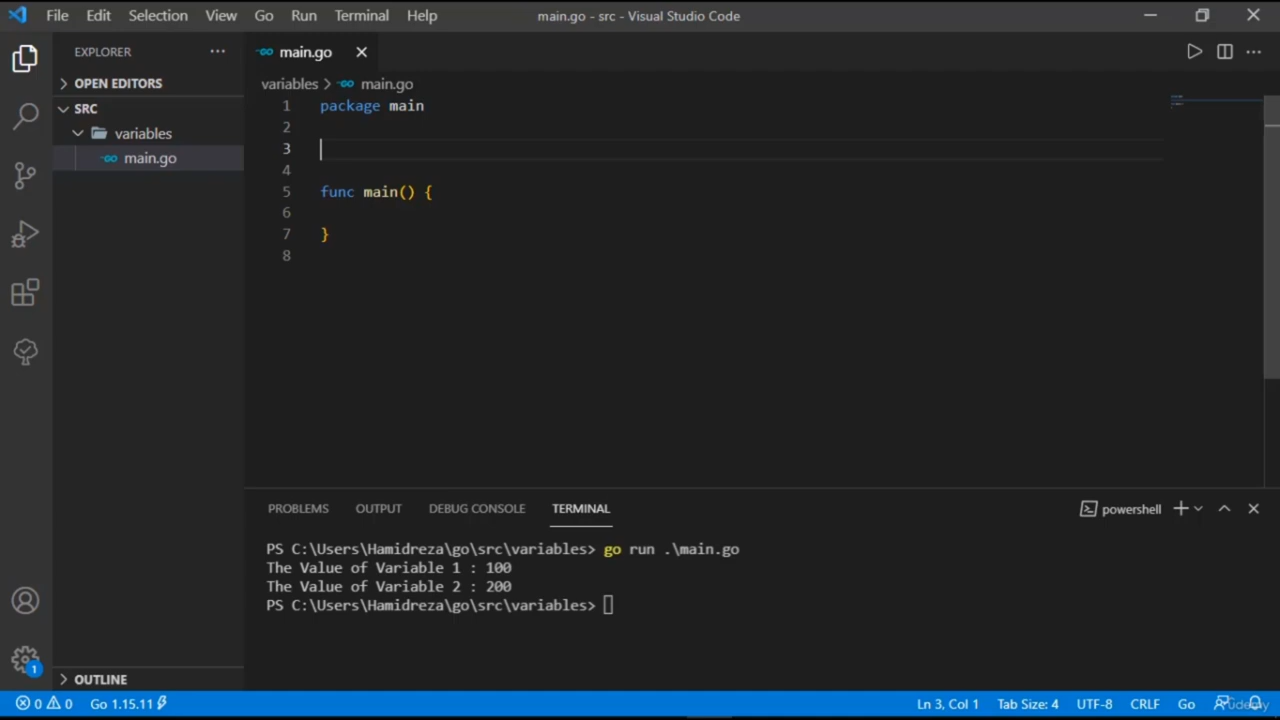 File Edit Selection View Go Run Terminal Help main.go - src - Visual Studio Code
EXPLORER
main.go
OPEN EDITORS
variables > main.go
SRC
variables
main.go
1 package main
2
3
4
5 func main() {
6
7 }
8
PROBLEMS OUTPUT DEBUG CONSOLE TERMINAL powershell
PS C:\Users\Hamidreza\go\src\variables> go run .\main.go
The Value of Variable 1 : 100
The Value of Variable 2 : 200
PS C:\Users\Hamidreza\go\src\variables>
1
OUTLINE
0 0 Go 1.15.11 Ln 3, Col 1 Tab Size: 4 UTF-8 CRLF Go Udemy